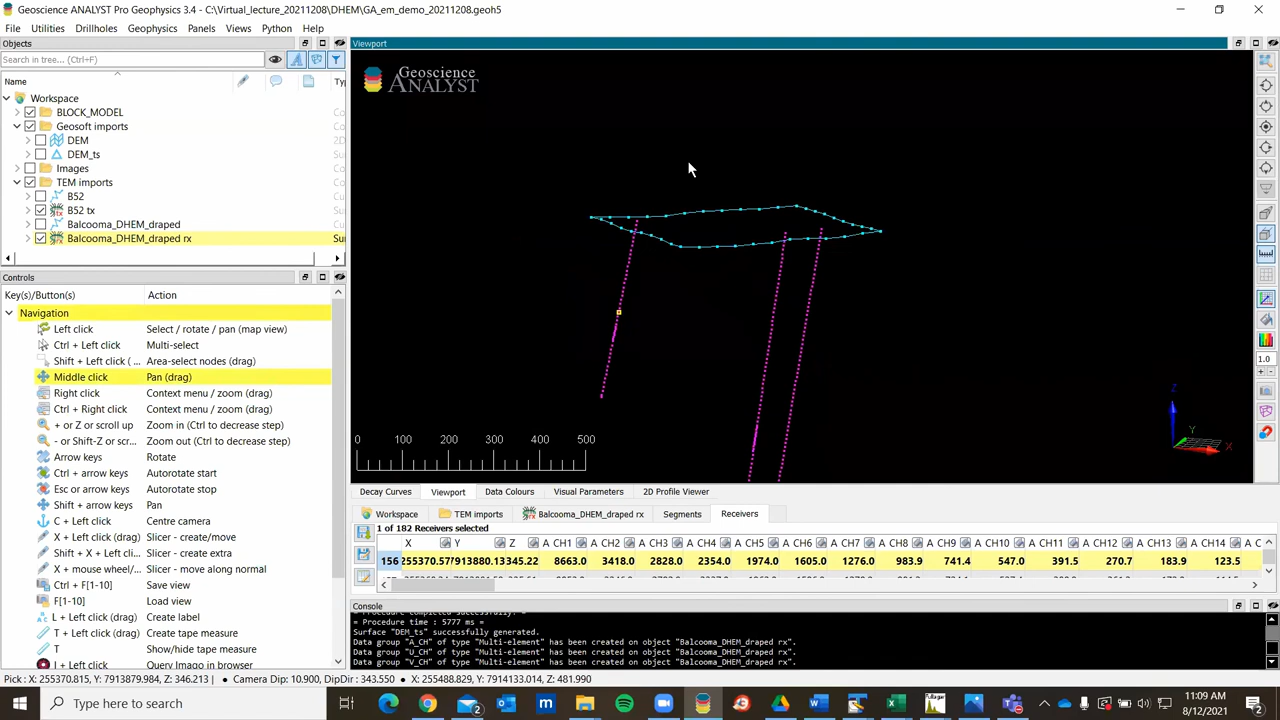 Geoscience ANALYST Pro Geophysics 3.4 - C:\Virtual_lecture_20211208\DHEM\GA_em_demo_20211208.geoh5
File Utilities Drillholes Geophysics Panels Views Python Help
Objects
Search in tree... (Ctrl+F)
Name
Workspace
BLOCK_MODEL
Geosoft imports
DEM
DEM_ts
Images
TEM imports
B52
B52 tx
Balcooma_DHEM_draped
Balcooma_DHEM_draped rx
Controls
Key(s)/Button(s) Action
Navigation
Left click Select / rotate / pan (map view)
Ctrl + Left click Multi-select
Shift + Left click ( ... Area-select nodes (drag)
Middle click Pan (drag)
Right click Context menu / zoom (drag)
Ctrl + Right click Context menu / zoom (drag)
+ or Z or scroll up Zoom in (Ctrl to decrease step)
- or Shift-Z or scr... Zoom out (Ctrl to decrease step)
Arrow keys Rotate
Ctrl + arrow keys Autorotate start
Esc or arrow keys Autorotate stop
Shift + arrow keys Pan
C + Left click Centre camera
X + Left click (drag) Slicer - create/move
Shift + X + Left cl... Slicer - create extra
X + mouse wheel/... Slicer - move along normal
Ctrl + F[1-10] Save view
F[1-10] Load view
L + Left click (drag) Create label
T + Left click (drag) Create tape measure
Show/hide tape measure
I + Left click Query Imago in browser
Viewport
Geoscience
ANALYST
0 100 200 300 400 500
Z
Y
X
1.0
Decay Curves Viewport Data Colours Visual Parameters 2D Profile Viewer
Workspace TEM imports Balcooma_DHEM_draped rx Segments Receivers
1 of 182 Receivers selected
X Y Z A CH1 A CH2 A CH3 A CH4 A CH5 A CH6 A CH7 A CH8 A CH9 A CH10 A CH11 A CH12 A CH13 A CH14 A C
156 255370.57 7913880.13 345.22 8663.0 3418.0 2828.0 2354.0 1974.0 1605.0 1276.0 983.9 741.4 547.0 391.5 270.7 183.9 123.5
Console
= Procedure time : 5777 ms =
Surface "DEM_ts" successfully generated.
Data group "A_CH" of type "Multi-element" has been created on object "Balcooma_DHEM_draped rx".
Data group "U_CH" of type "Multi-element" has been created on object "Balcooma_DHEM_draped rx".
Data group "V_CH" of type "Multi-element" has been created on object "Balcooma_DHEM_draped rx".
Pick : X: 255370.815, Y: 7913879.984, Z: 346.213 | • Camera Dip: 10.900, DipDir : 343.550 • X: 255488.829, Y: 7914133.014, Z: 481.990
Type here to search
11:09 AM
8/12/2021